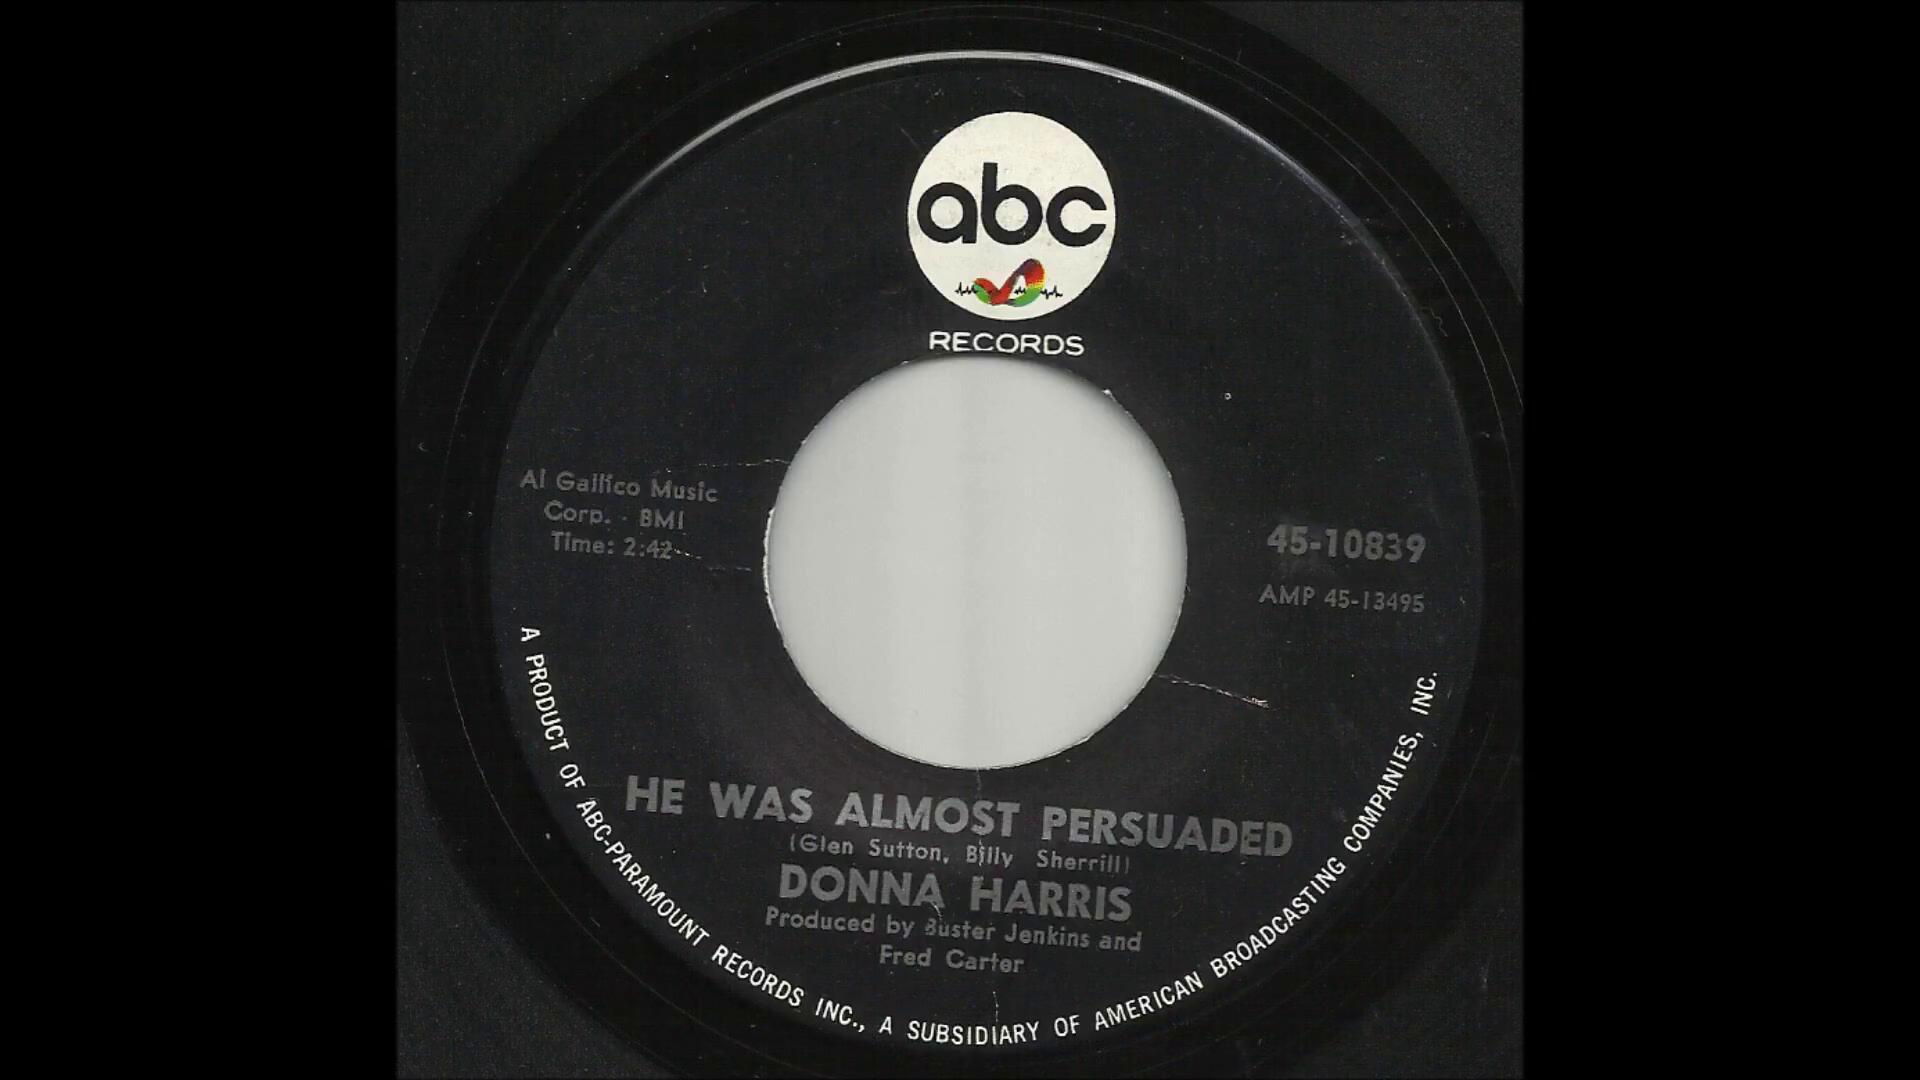 abc
RECORDS
Al Gallico Music
Corp. - BMI
Time: 2:42
45-10839
AMP 45-13495
HE WAS ALMOST PERSUADED
(Glen Sutton, Billy Sherrill)
DONNA HARRIS
Produced by Buster Jenkins and
Fred Carter
A PRODUCT OF ABC-PARAMOUNT RECORDS INC., A SUBSIDIARY OF AMERICAN BROADCASTING COMPANIES, INC.